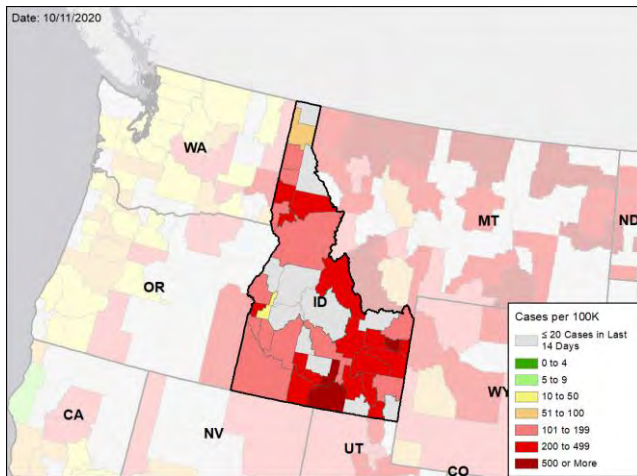 Date: 10/11/2020
WA
MT
ND
OR
ID
WY
CA
NV
UT
CO
Cases per 100K
≤ 20 Cases in Last
14 Days
0 to 4
5 to 9
10 to 50
51 to 100
101 to 199
200 to 499
500 or More